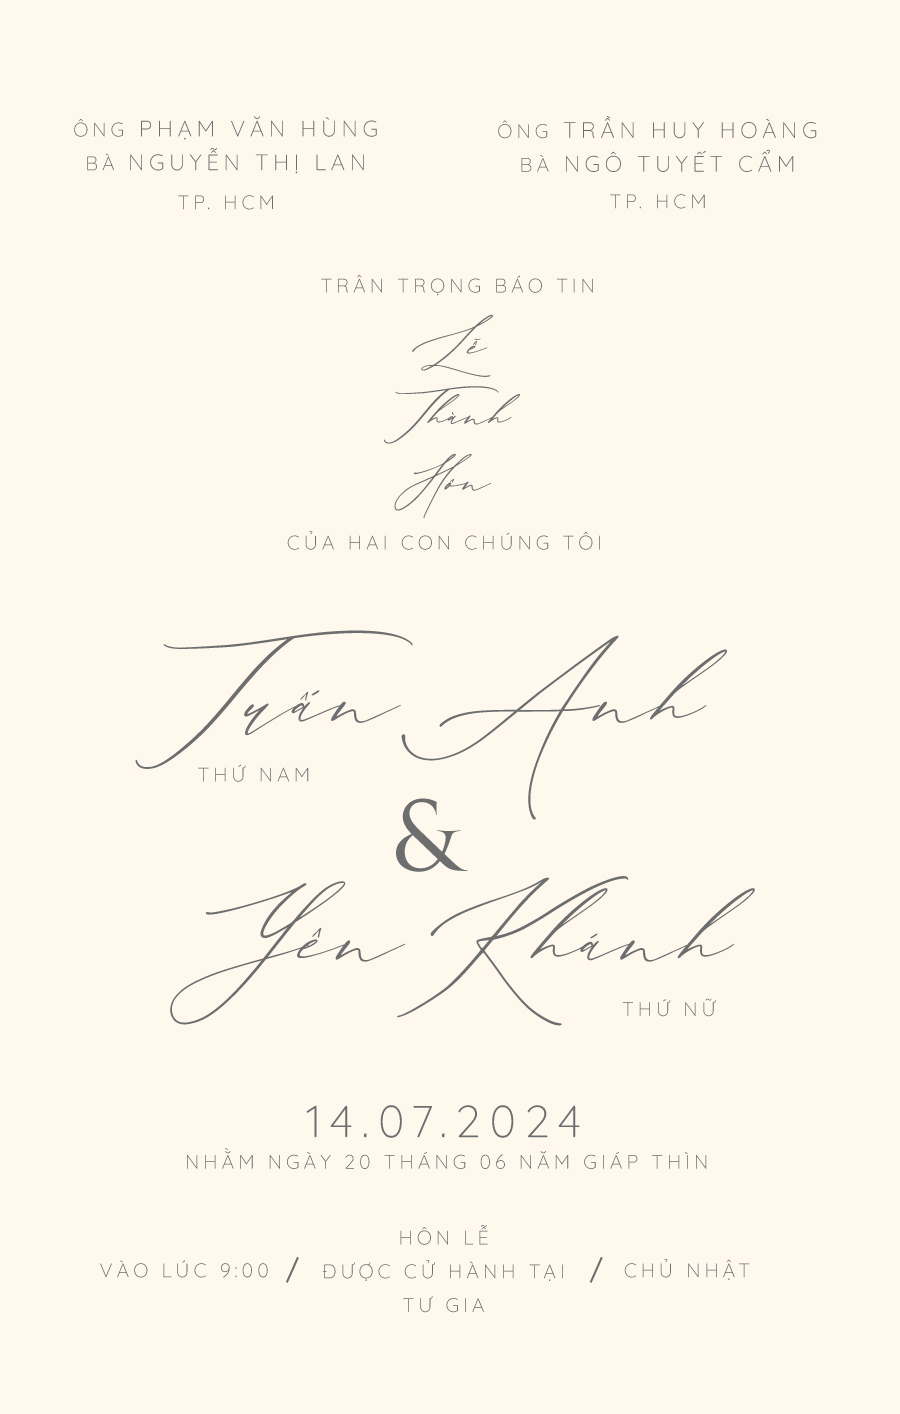 ÔNG PHẠM VĂN HÙNG
BÀ NGUYỄN THỊ LAN
TP. HCM
ÔNG TRẦN HUY HOÀNG
BÀ NGÔ TUYẾT CẨM
TP. HCM
TRÂN TRỌNG BÁO TIN
Lễ
Thành
Hôn
CỦA HAI CON CHÚNG TÔI
Tuấn Anh
THỨ NAM
&
Yên Khánh
THỨ NỮ
14.07.2024
NHẰM NGÀY 20 THÁNG 06 NĂM GIÁP THÌN
HÔN LỄ
VÀO LÚC 9:00 / ĐƯỢC CỬ HÀNH TẠI / CHỦ NHẬT
TƯ GIA